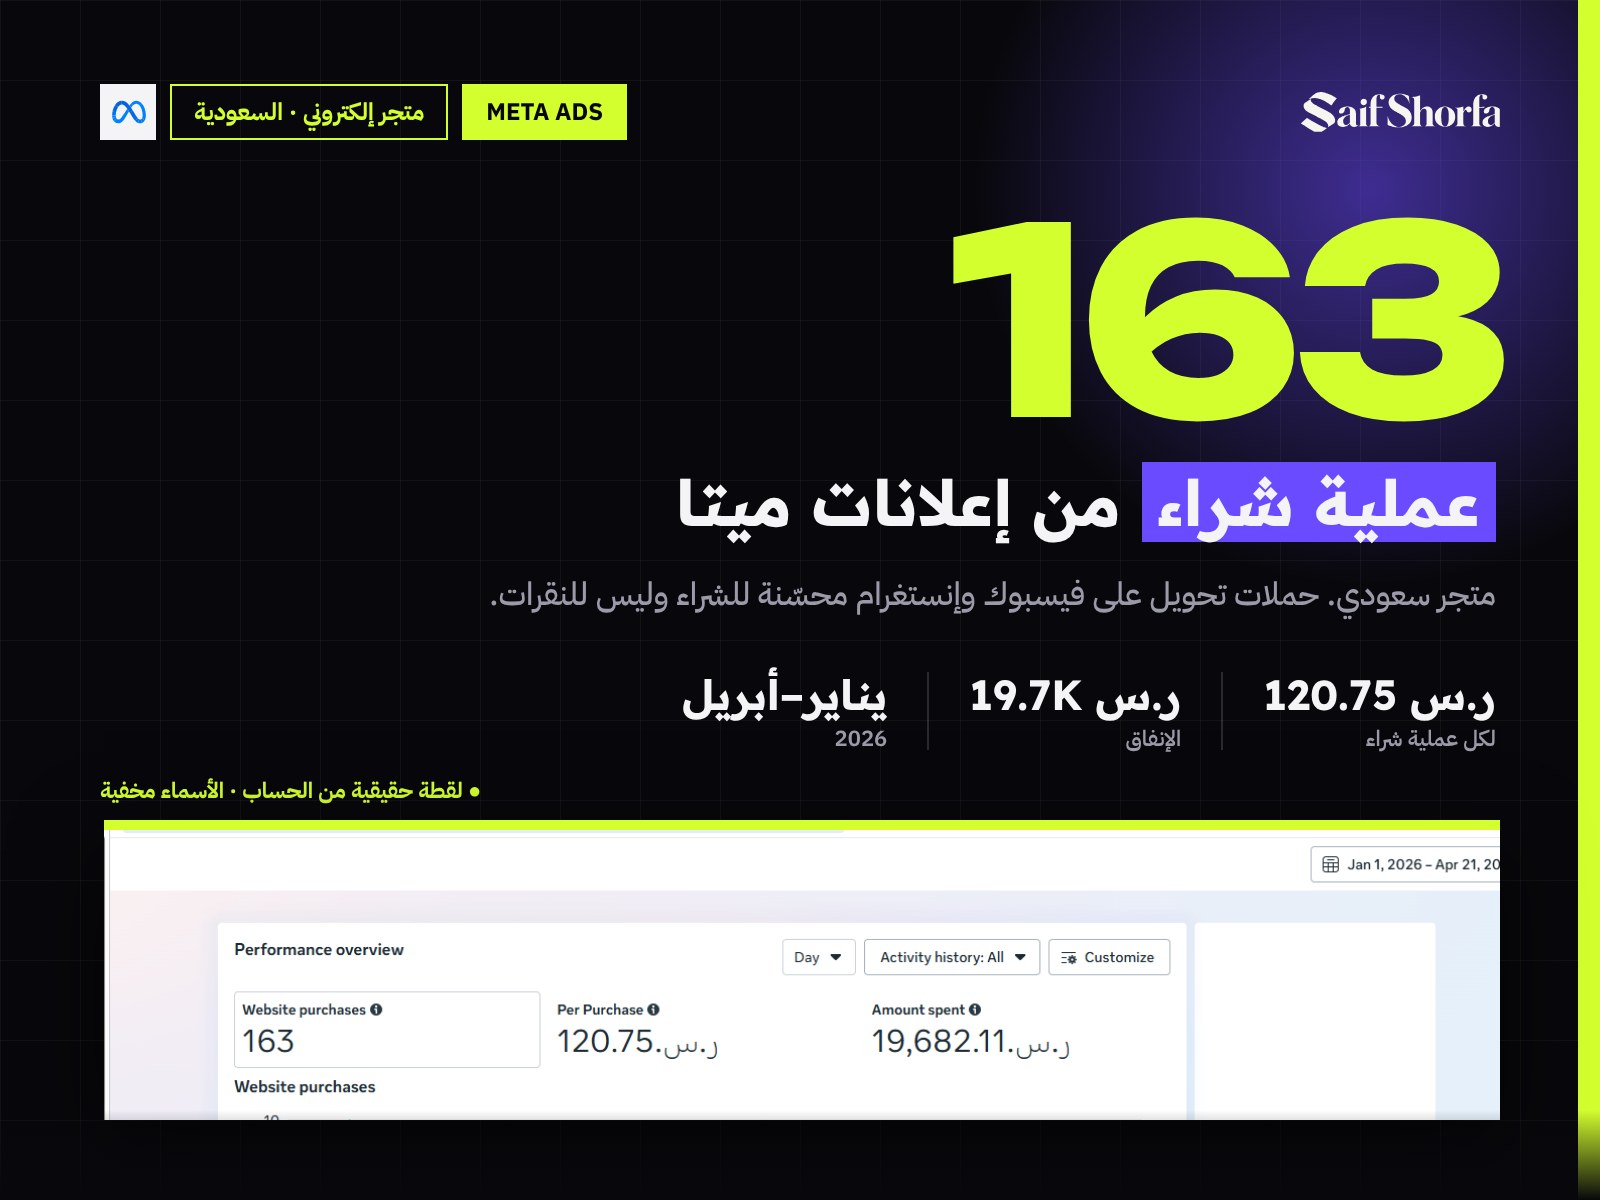 Saif Shorfa
META ADS
متجر إلكتروني · السعودية
163
عملية شراء من إعلانات ميتا
متجر سعودي. حملات تحويل على فيسبوك وإنستغرام محسّنة للشراء وليس للنقرات.
ر.س 120.75
لكل عملية شراء
ر.س 19.7K
الإنفاق
يناير–أبريل
2026
● لقطة حقيقية من الحساب · الأسماء مخفية
Jan 1, 2026 – Apr 21, 20
Performance overview
Day
Activity history: All
Customize
Website purchases
163
Per Purchase
120.75.ر.س
Amount spent
19,682.11.ر.س
Website purchases
10